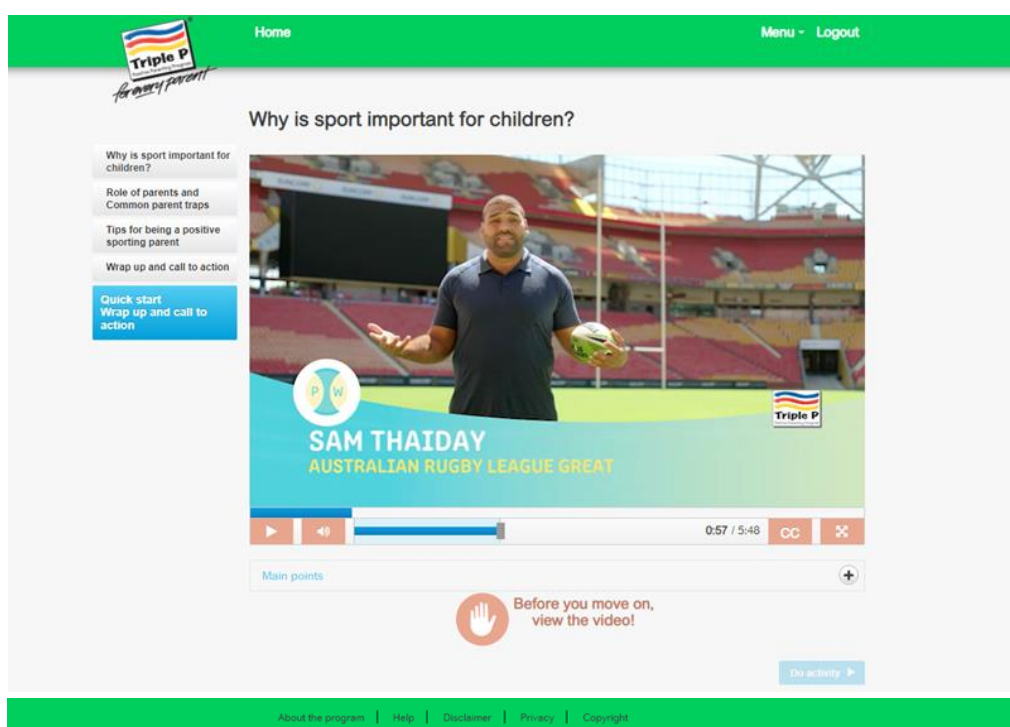 Home
Menu
Logout
Triple P
for every parent
Why is sport important for children?
Why is sport important for
children?
Role of parents and
Common parent traps
Tips for being a positive
sporting parent
Wrap up and call to action
Quick start
Wrap up and call to
action
P W
Triple P
SAM THAIDAY
AUSTRALIAN RUGBY LEAGUE GREAT
0:57 / 5:48
CC
Main points
Before you move on,
view the video!
Do activity
About the program | Help | Disclaimer | Privacy | Copyright